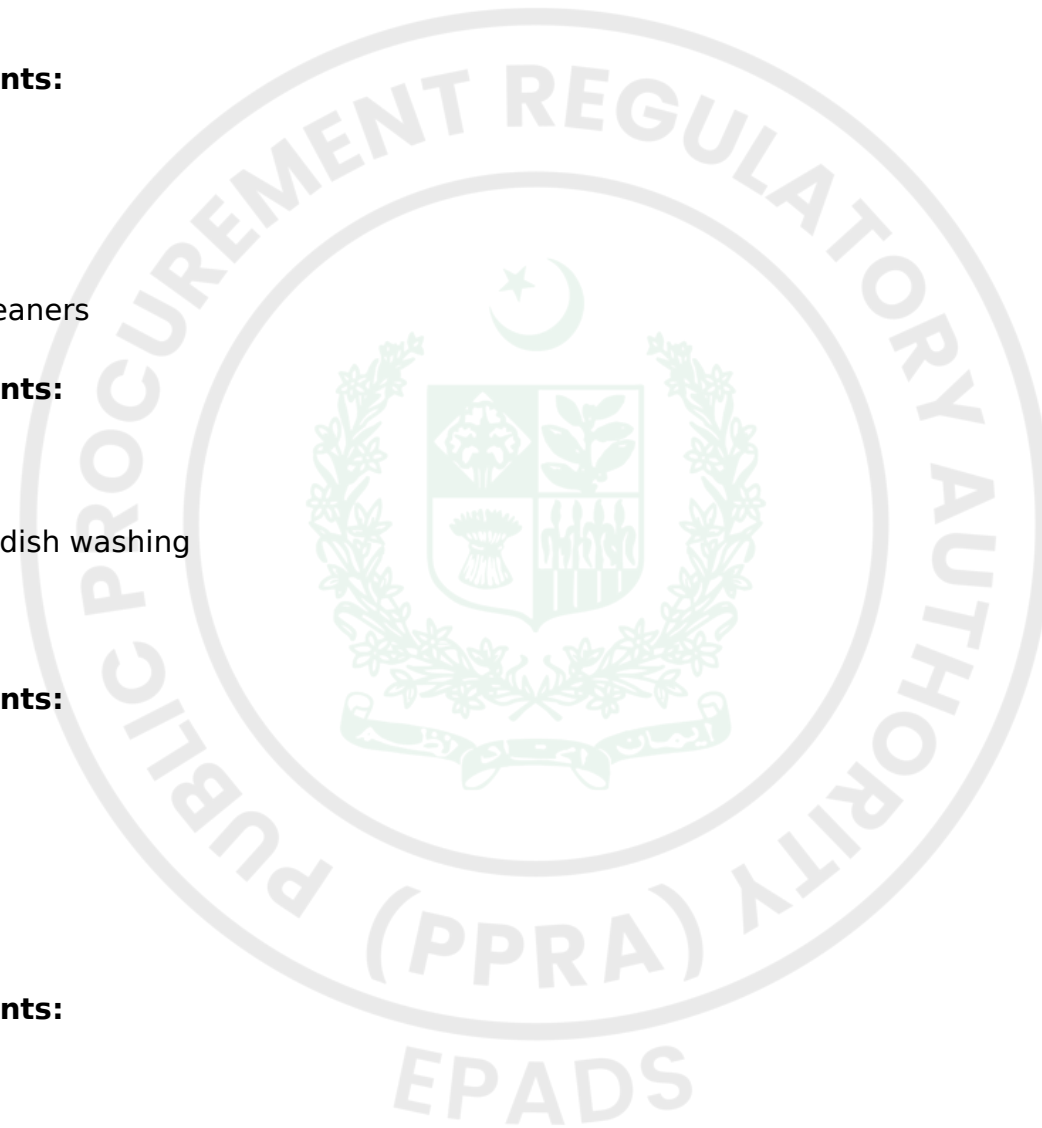 nts:
eaners
nts:
dish washing
nts:
nts:
PUBLIC PROCUREMENT REGULATORY AUTHORITY
(PPRA)
EPADS